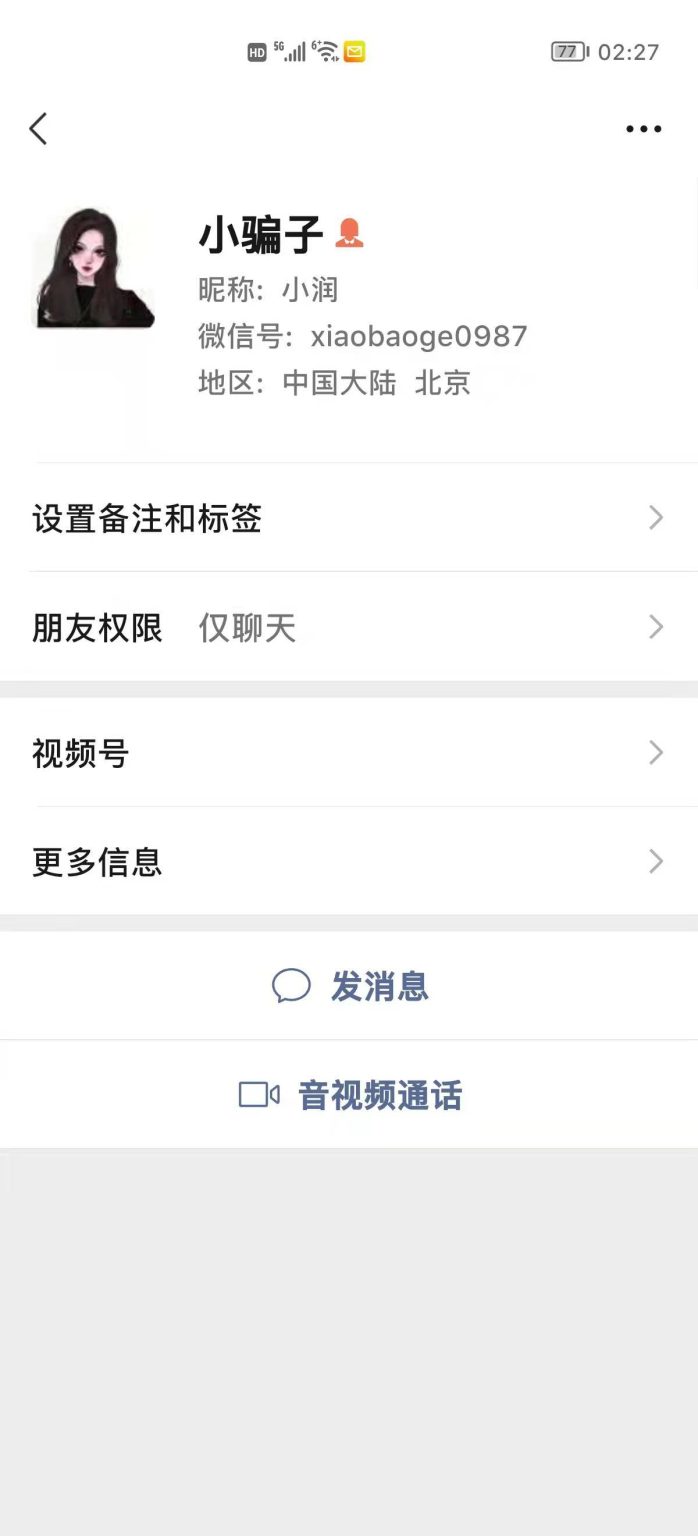 HD 5G 6+ 77 02:27
小骗子
昵称: 小润
微信号: xiaobaoge0987
地区: 中国大陆 北京
设置备注和标签
朋友权限 仅聊天
视频号
更多信息
发消息
音视频通话